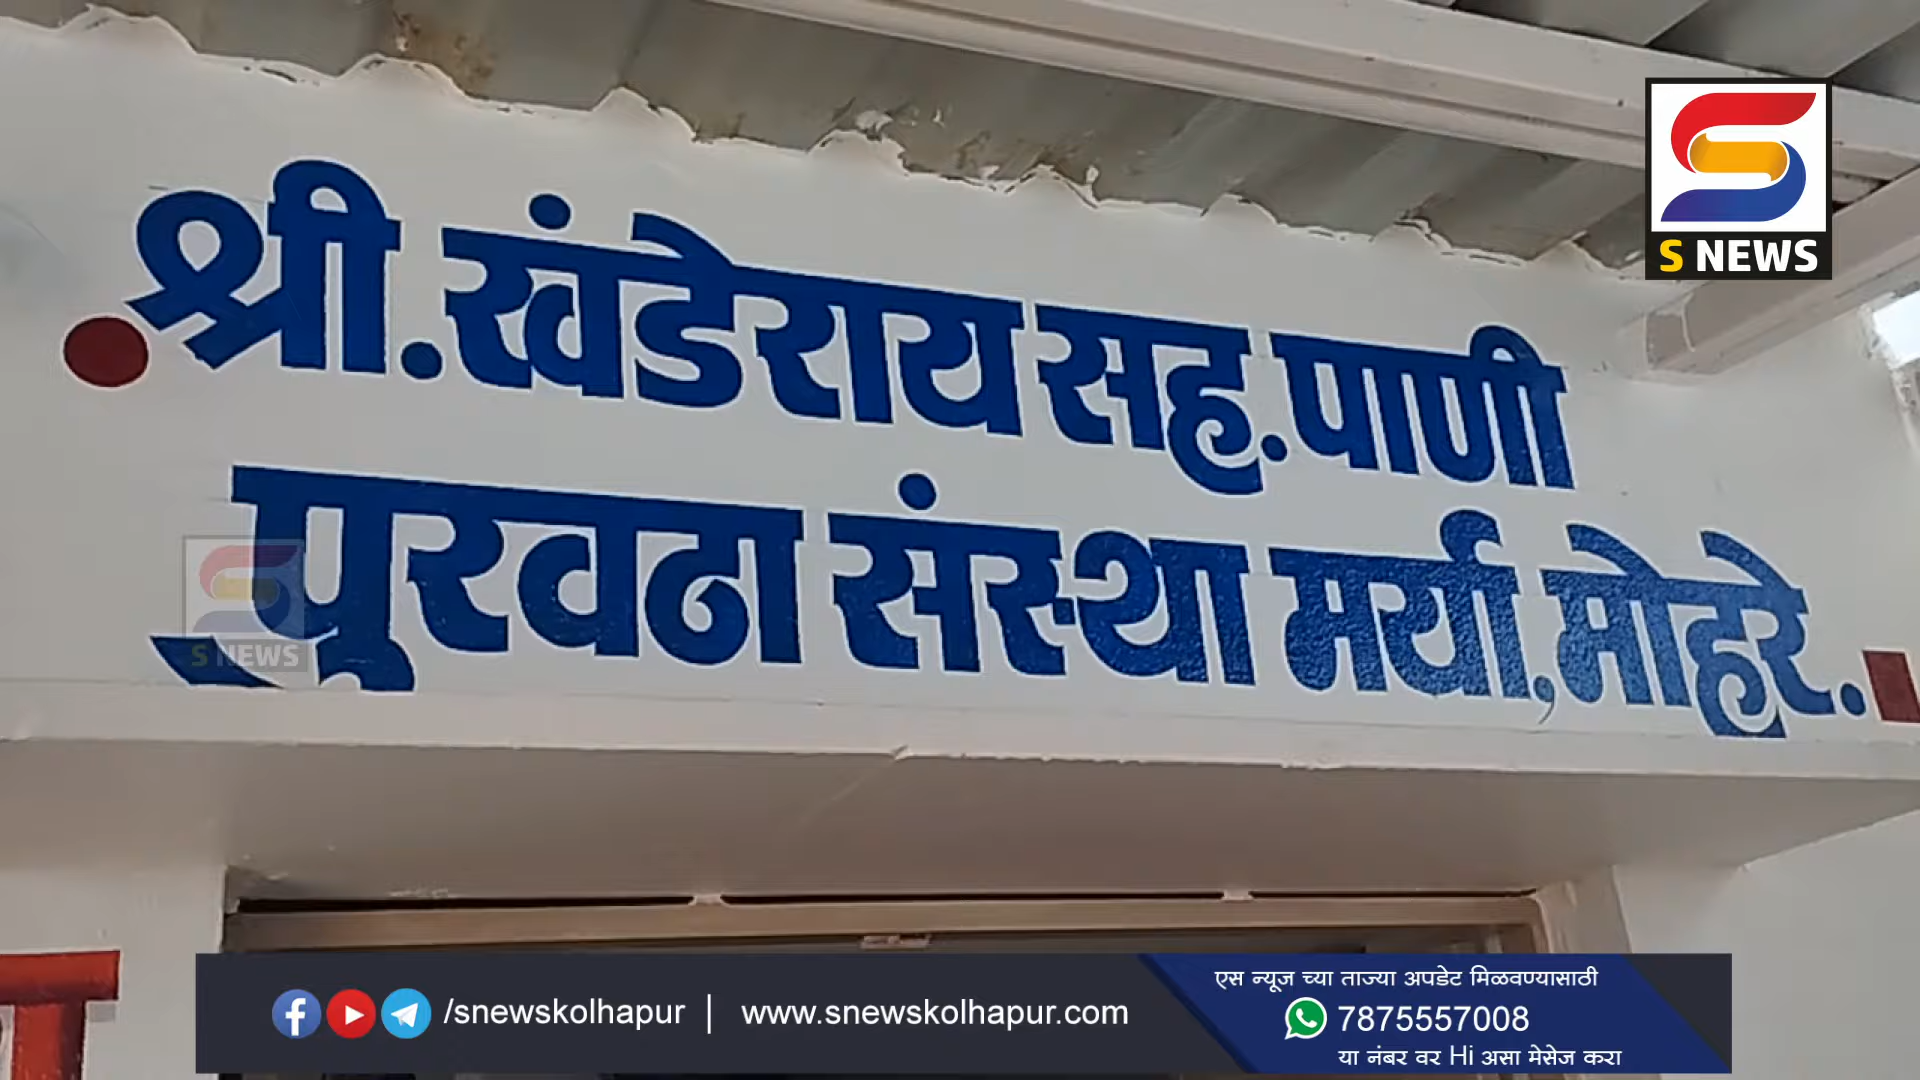 S NEWS
श्री. खंडेराय सह. पाणी
पूरवठा संस्था मर्या, मोहरे.
S NEWS
/snewskolhapur | www.snewskolhapur.com
एस न्यूज च्या ताज्या अपडेट मिळवण्यासाठी
7875557008
या नंबर वर Hi असा मेसेज करा